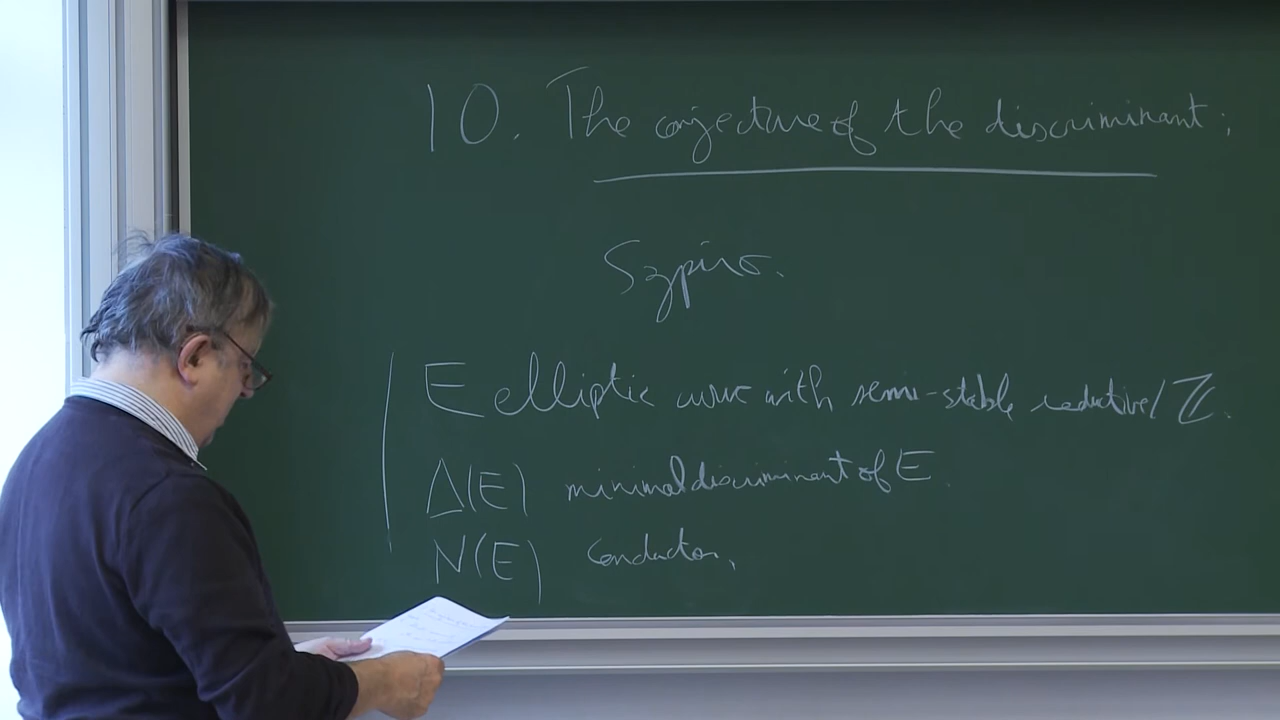 10. The conjecture of the discriminant;
Szpiro.
E elliptic curve with semi-stable reduction / ℤ.
Δ(E) minimal discriminant of E.
N(E) conductor,